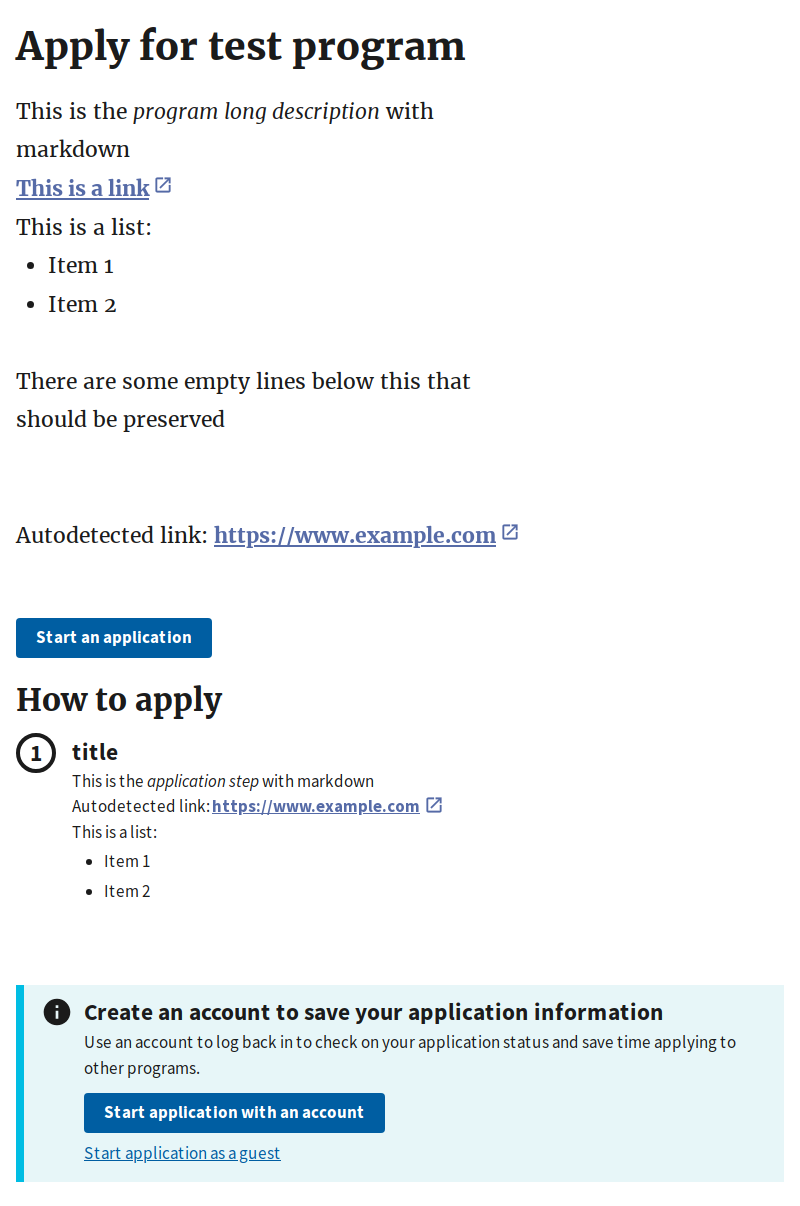 Apply for test program
This is the program long description with
markdown
This is a link
This is a list:
• Item 1
• Item 2
There are some empty lines below this that
should be preserved
Autodetected link: https://www.example.com
Start an application
How to apply
1 title
This is the application step with markdown
Autodetected link: https://www.example.com
This is a list:
• Item 1
• Item 2
Create an account to save your application information
Use an account to log back in to check on your application status and save time applying to
other programs.
Start application with an account
Start application as a guest